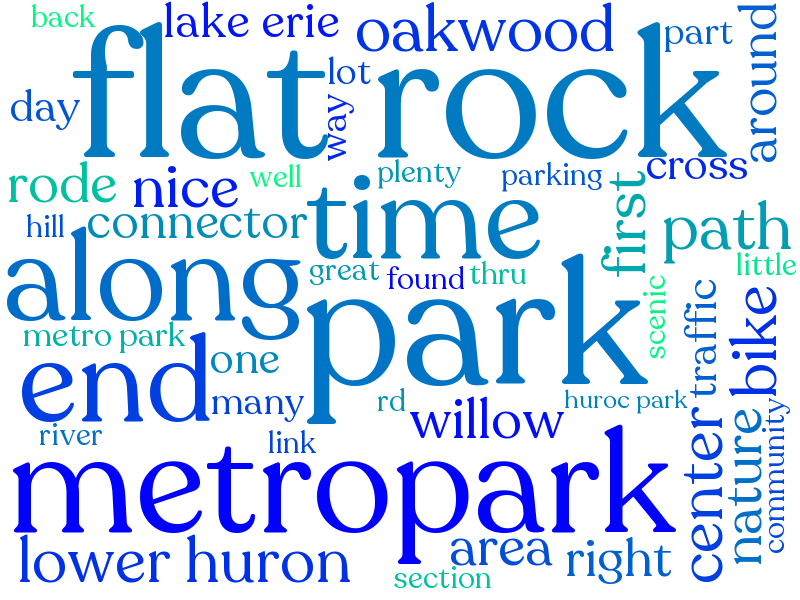 back
lake erie
oakwood
part
around
flat rock
lot
day
way
rode
nice
well
plenty
parking
cross
hill
connector
time
first
path
along
great
found
thru
little
scenic
metro park
park
traffic
bike
end
one
many
rd
huroc park
willow
river
link
center
nature
community
metropark
lower huron
area
right
section